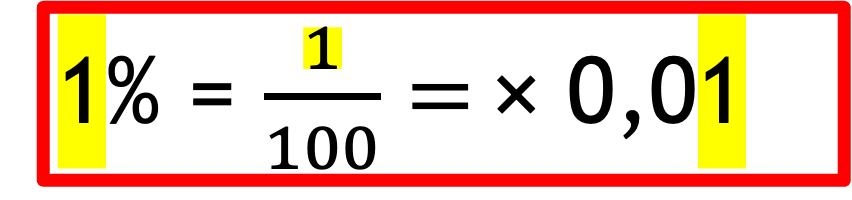 1% = 1/100 = × 0,01